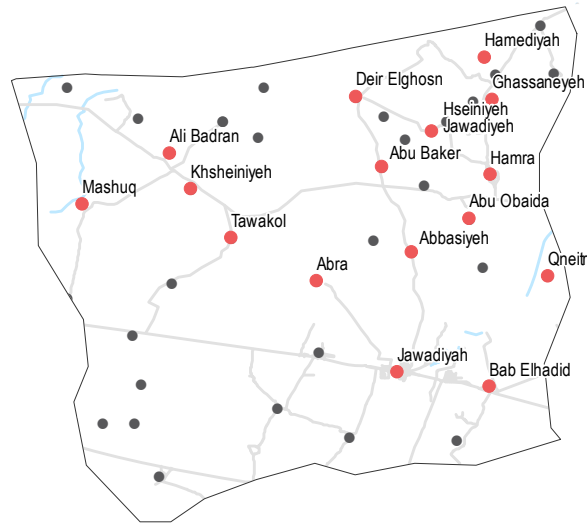 Hamediyah
Deir Elghosn
Ghassaneyeh
Hseiniyeh
Jawadiyeh
Ali Badran
Abu Baker
Hamra
Khsheiniyeh
Mashuq
Abu Obaida
Tawakol
Abbasiyeh
Qneitr
Abra
Jawadiyah
Bab Elhadid